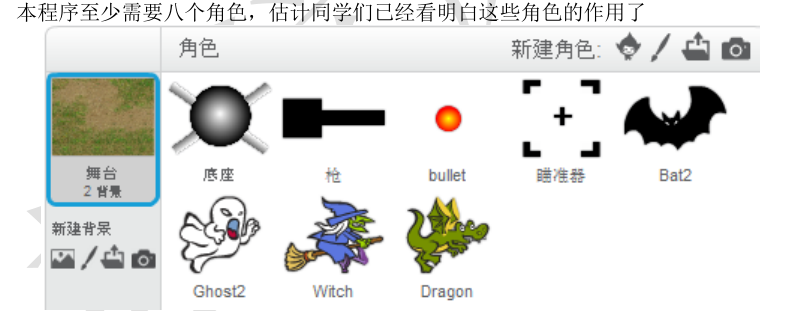 本程序至少需要八个角色，估计同学们已经看明白这些角色的作用了
角色 新建角色:
舞台
2 背景
新建背景
底座 枪 bullet 瞄准器 Bat2
Ghost2 Witch Dragon